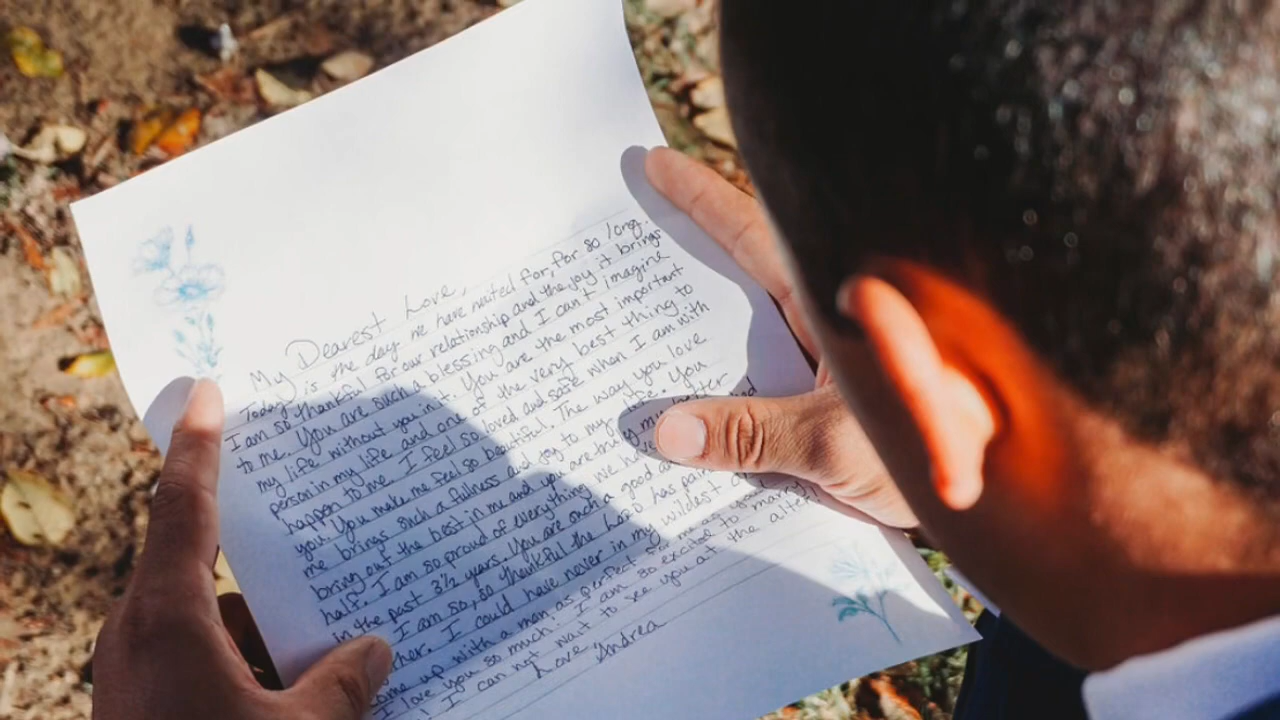 My Dearest Love,
Today is the day we have waited for, for so long.
I am so thankful for our relationship and the joy it brings
to me. You are such a blessing and I can't imagine
my life without you in it. You are the most important
person in my life and one of the very best thing to
happen to me. I feel so loved and safe when I am with
you. You make me feel so beautiful. The way you love
me brings such a fullness and joy to my life. You
bring out the best in me and you are truly my better
half. I am so proud of everything we have
in the past 3½ years. You are such a good
I am so, so thankful the LORD has
I could have never in my wildest
come up with a man as perfect for me as
I love you so much. I am so excited to marry
I can not wait to see you at the alter!
Love Andrea